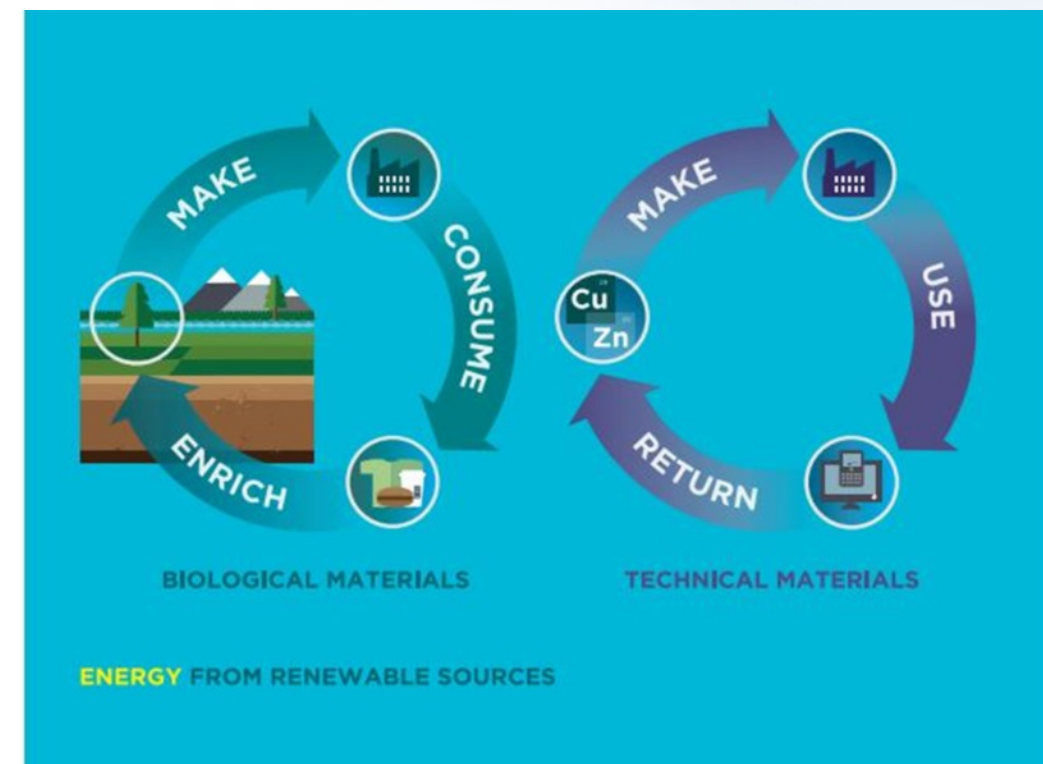 MAKE
CONSUME
ENRICH
BIOLOGICAL MATERIALS
MAKE
USE
Cu
Zn
RETURN
TECHNICAL MATERIALS
ENERGY FROM RENEWABLE SOURCES